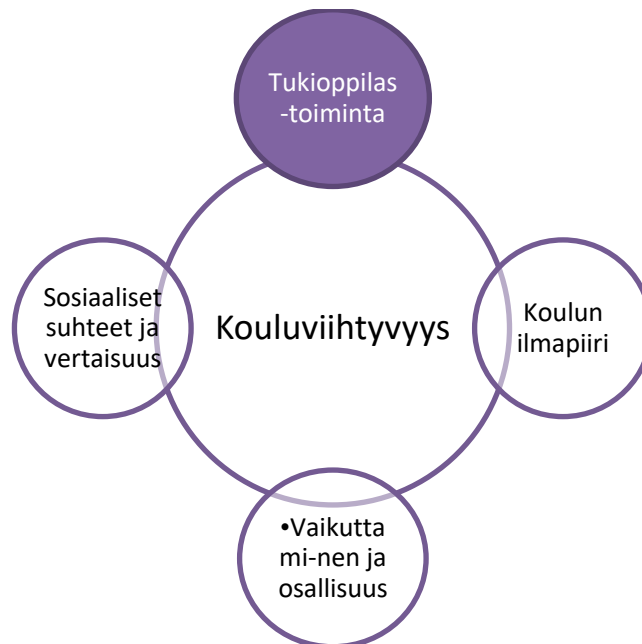 Tukioppilas
-toiminta
Sosiaaliset
suhteet ja
vertaisuus
Kouluviihtyvyys
Koulun
ilmapiiri
•Vaikutta
mi-nen ja
osallisuus